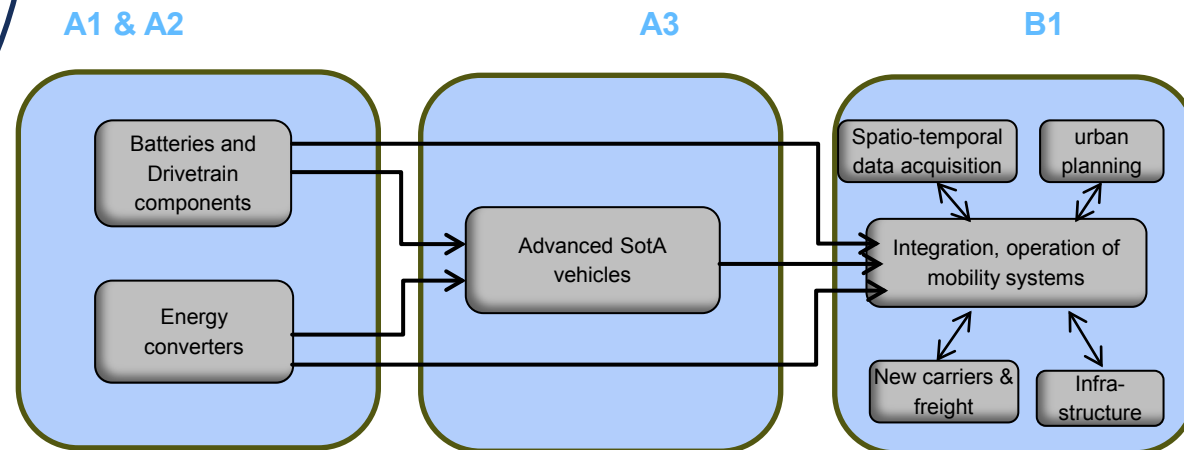 A1 & A2
A3
B1
Batteries and
Drivetrain
components
Energy
converters
Advanced SotA
vehicles
Spatio-temporal
data acquisition
urban
planning
Integration, operation of
mobility systems
New carriers &
freight
Infra-
structure